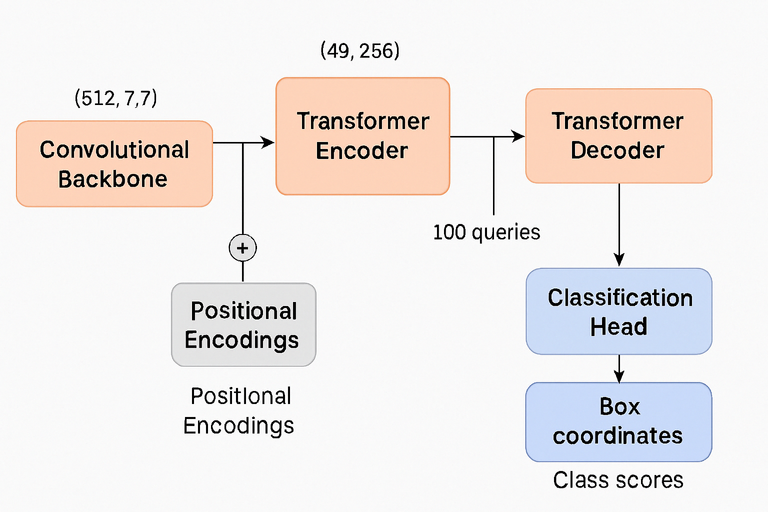 (49, 256)
(512, 7,7)
Convolutional
Backbone
Transformer
Encoder
Transformer
Decoder
100 queries
+
Positional
Encodings
Positional
Encodings
Classification
Head
Box
coordinates
Class scores